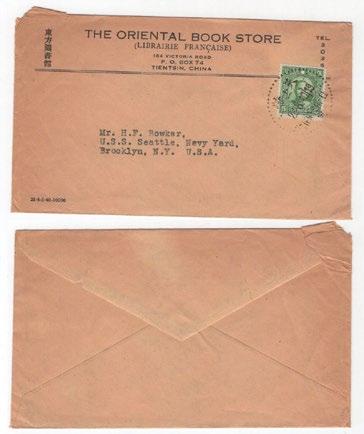 東方圖書館
THE ORIENTAL BOOK STORE
(LIBRAIRIE FRANÇAISE)
184 VICTORIA ROAD
P. O. BOX 74
TIENTSIN, CHINA
TEL.
Mr. H.F. Bowker,
U.S.S. Seattle, Navy Yard,
Brooklyn, N.Y. U.S.A.